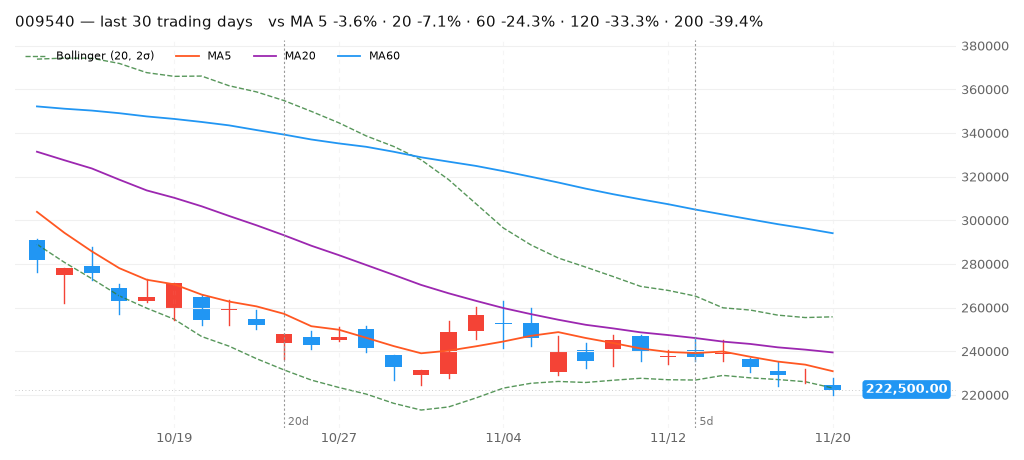 009540 — last 30 trading days   vs MA 5 -3.6% · 20 -7.1% · 60 -24.3% · 120 -33.3% · 200 -39.4%
Bollinger (20, 2σ)   MA5   MA20   MA60
380000
360000
340000
320000
300000
280000
260000
240000
220000
222,500.00
20d
5d
10/19   10/27   11/04   11/12   11/20